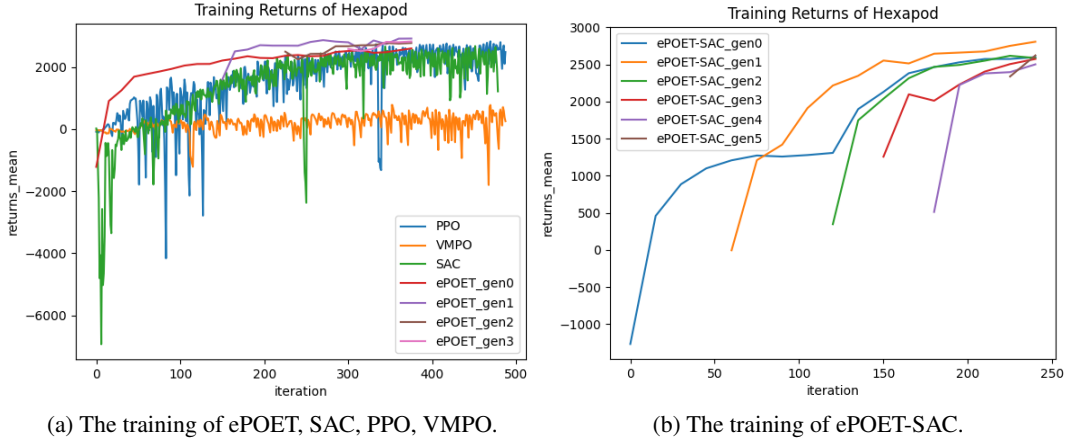 Training Returns of Hexapod
2000
0
−2000
−4000
−6000
returns_mean
0
100
200
300
400
500
iteration
PPO
VMPO
SAC
ePOET_gen0
ePOET_gen1
ePOET_gen2
ePOET_gen3
(a) The training of ePOET, SAC, PPO, VMPO.
Training Returns of Hexapod
3000
2500
2000
1500
1000
500
0
−500
−1000
returns_mean
0
50
100
150
200
250
iteration
ePOET-SAC_gen0
ePOET-SAC_gen1
ePOET-SAC_gen2
ePOET-SAC_gen3
ePOET-SAC_gen4
ePOET-SAC_gen5
(b) The training of ePOET-SAC.